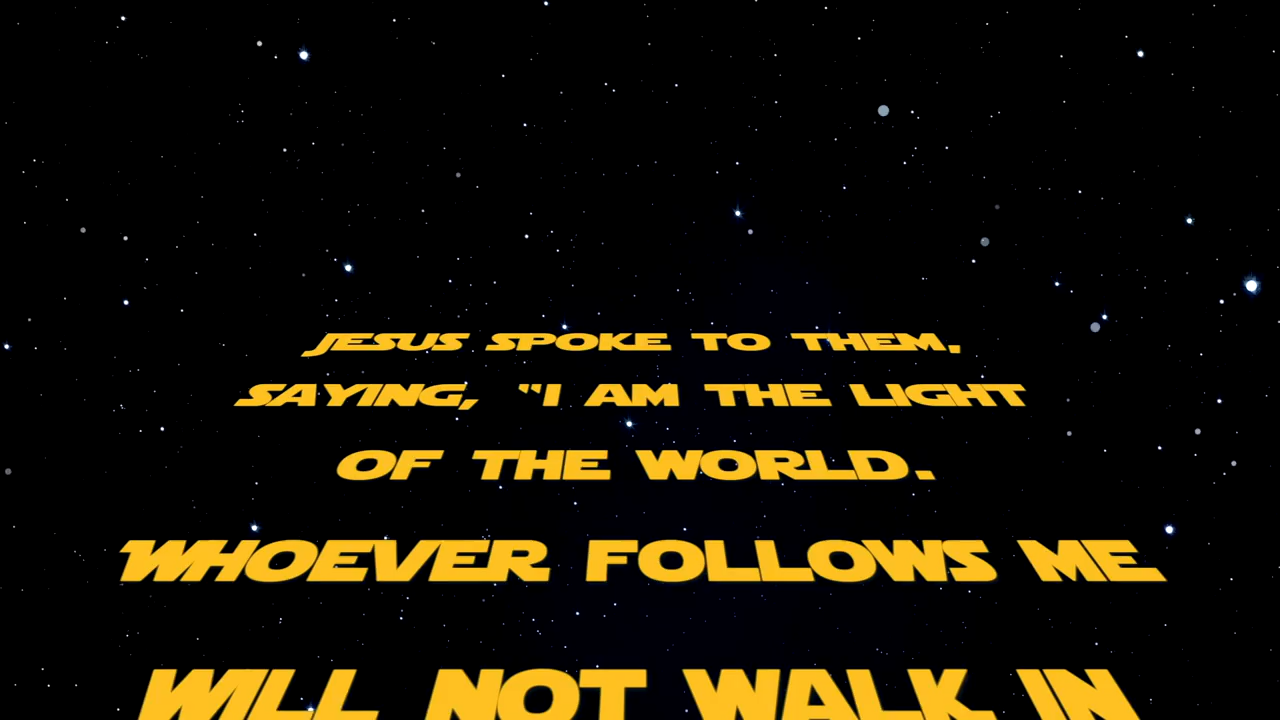 JESUS SPOKE TO THEM,
SAYING, "I AM THE LIGHT
OF THE WORLD.
WHOEVER FOLLOWS ME
WILL NOT WALK IN